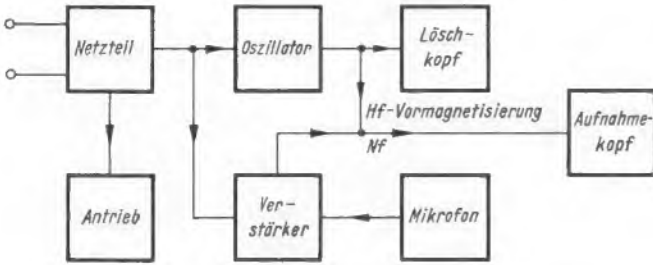 Netzteil
Oszillator
Lösch-
kopf
Hf-Vormagnetisierung
Nf
Aufnahme-
kopf
Antrieb
Ver-
stärker
Mikrofon